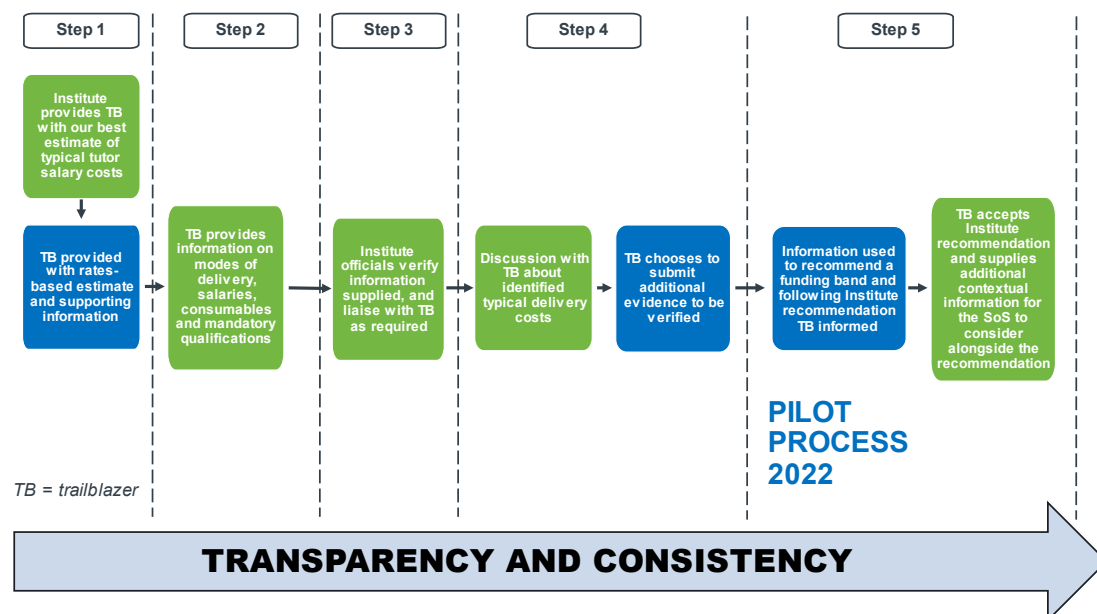 Step 1
Step 2
Step 3
Step 4
Step 5
Institute
provides TB
with our best
estimate of
typical tutor
salary costs
TB provided
with rates-
based estimate
and supporting
information
TB provides
information on
modes of
delivery,
salaries,
consumables
and mandatory
qualifications
Institute
officials verify
information
supplied, and
liaise with TB
as required
Discussion with
TB about
identified
typical delivery
costs
TB chooses to
submit
additional
evidence to be
verified
Information used
to recommend a
funding band and
following Institute
recommendation
TB informed
TB accepts
Institute
recommendation
and supplies
additional
contextual
information for
the SoS to
consider
alongside the
recommendation
PILOT
PROCESS
2022
TB = trailblazer
TRANSPARENCY AND CONSISTENCY